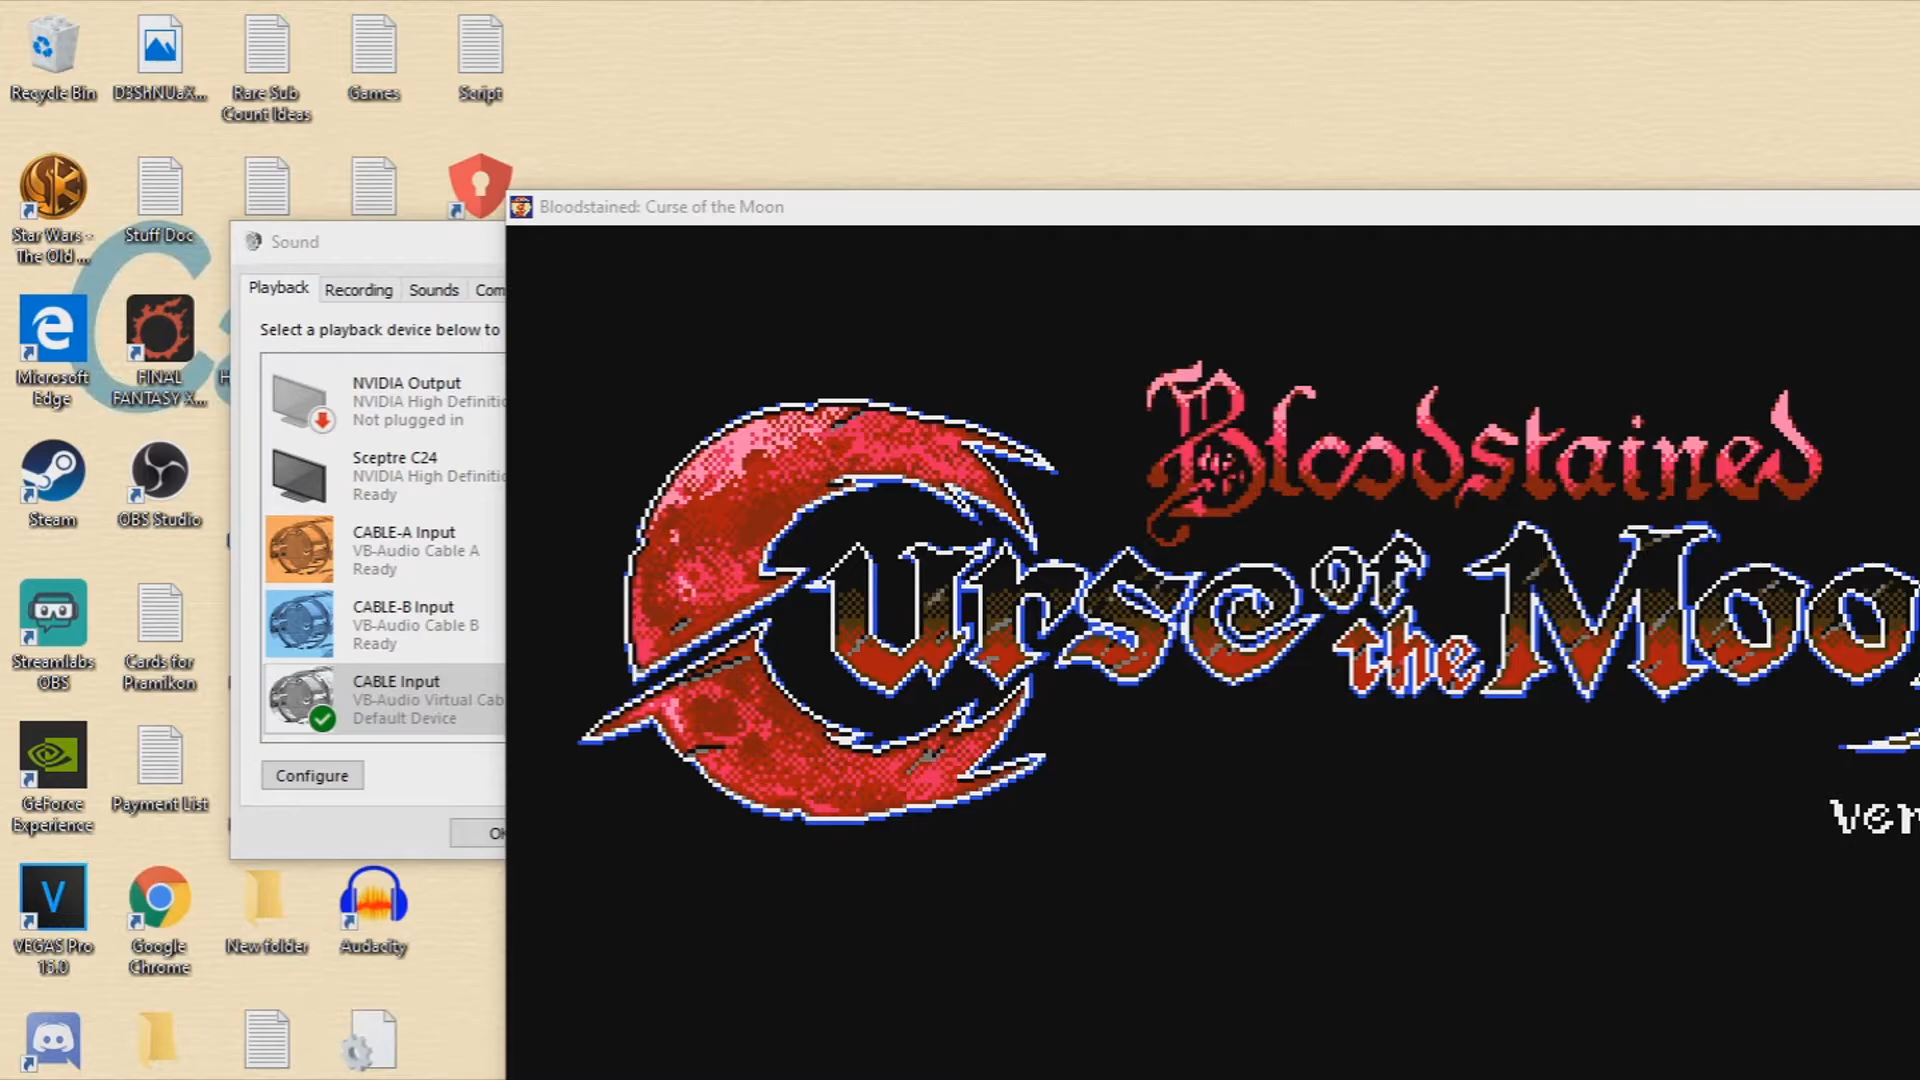 Recycle Bin
D3ShNUaX...
Rare Sub
Count Ideas
Games
Script
Star Wars -
The Old ...
Stuff Doc
Microsoft
Edge
FINAL
FANTASY X...
H
Steam
OBS Studio
Streamlabs
OBS
Cards for
Pramikon
GeForce
Experience
Payment List
VEGAS Pro
15.0
Google
Chrome
New folder
Audacity
Sound
Playback
Recording
Sounds
Com
Select a playback device below to
NVIDIA Output
NVIDIA High Definitio
Not plugged in
Sceptre C24
NVIDIA High Definitio
Ready
CABLE-A Input
VB-Audio Cable A
Ready
CABLE-B Input
VB-Audio Cable B
Ready
CABLE Input
VB-Audio Virtual Cab
Default Device
Configure
OK
Bloodstained: Curse of the Moon
Bloodstained
Curse of the Moo
ver